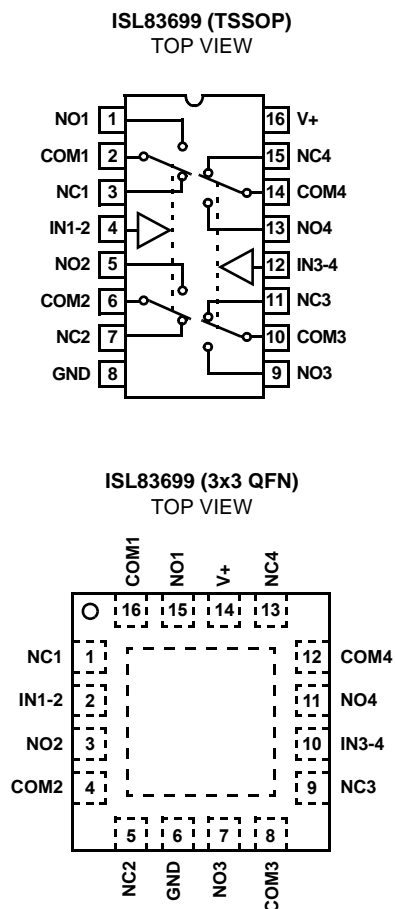 ISL83699 (TSSOP)
TOP VIEW
NO1 1 16 V+
COM1 2 15 NC4
NC1 3 14 COM4
IN1-2 4 13 NO4
NO2 5 12 IN3-4
COM2 6 11 NC3
NC2 7 10 COM3
GND 8 9 NO3
ISL83699 (3x3 QFN)
TOP VIEW
COM1 NO1 V+ NC4
16 15 14 13
NC1 1 12 COM4
IN1-2 2 11 NO4
NO2 3 10 IN3-4
COM2 4 9 NC3
5 6 7 8
NC2 GND NO3 COM3